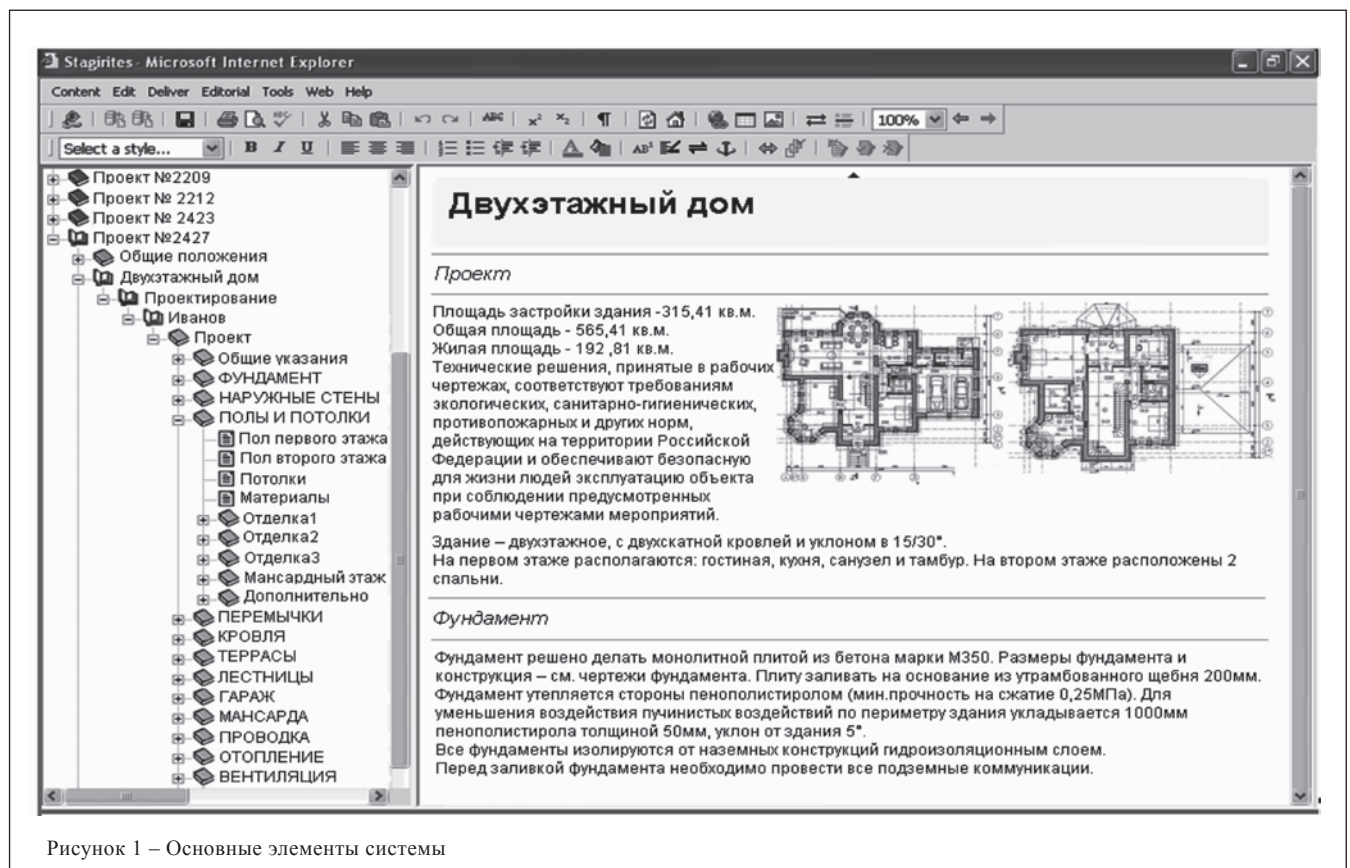 Stagirites - Microsoft Internet Explorer
Content Edit Deliver Editorial Tools Web Help
100%
Select a style... B I U
Проект №2209
Проект № 2212
Проект № 2423
Проект №2427
Общие положения
Двухэтажный дом
Проектирование
Иванов
Проект
Общие указания
ФУНДАМЕНТ
НАРУЖНЫЕ СТЕНЫ
ПОЛЫ И ПОТОЛКИ
Пол первого этажа
Пол второго этажа
Потолки
Материалы
Отделка1
Отделка2
Отделка3
Мансардный этаж
Дополнительно
ПЕРЕМЫЧКИ
КРОВЛЯ
ТЕРРАСЫ
ЛЕСТНИЦЫ
ГАРАЖ
МАНСАРДА
ПРОВОДКА
ОТОПЛЕНИЕ
ВЕНТИЛЯЦИЯ
Двухэтажный дом
Проект
Площадь застройки здания -315,41 кв.м.
Общая площадь - 565,41 кв.м.
Жилая площадь - 192 ,81 кв.м.
Технические решения, принятые в рабочих
чертежах, соответствуют требованиям
экологических, санитарно-гигиенических,
противопожарных и других норм,
действующих на территории Российской
Федерации и обеспечивают безопасную
для жизни людей эксплуатацию объекта
при соблюдении предусмотренных
рабочими чертежами мероприятий.
Здание – двухэтажное, с двухскатной кровлей и уклоном в 15/30°.
На первом этаже располагаются: гостиная, кухня, санузел и тамбур. На втором этаже расположены 2
спальни.
Фундамент
Фундамент решено делать монолитной плитой из бетона марки М350. Размеры фундамента и
конструкция – см. чертежи фундамента. Плиту заливать на основание из утрамбованного щебня 200мм.
Фундамент утепляется стороны пенополистиролом (мин.прочность на сжатие 0,25МПа). Для
уменьшения воздействия пучинистых воздействий по периметру здания укладывается 1000мм
пенополистирола толщиной 50мм, уклон от здания 5°.
Все фундаменты изолируются от наземных конструкций гидроизоляционным слоем.
Перед заливкой фундамента необходимо провести все подземные коммуникации.
Рисунок 1 – Основные элементы системы